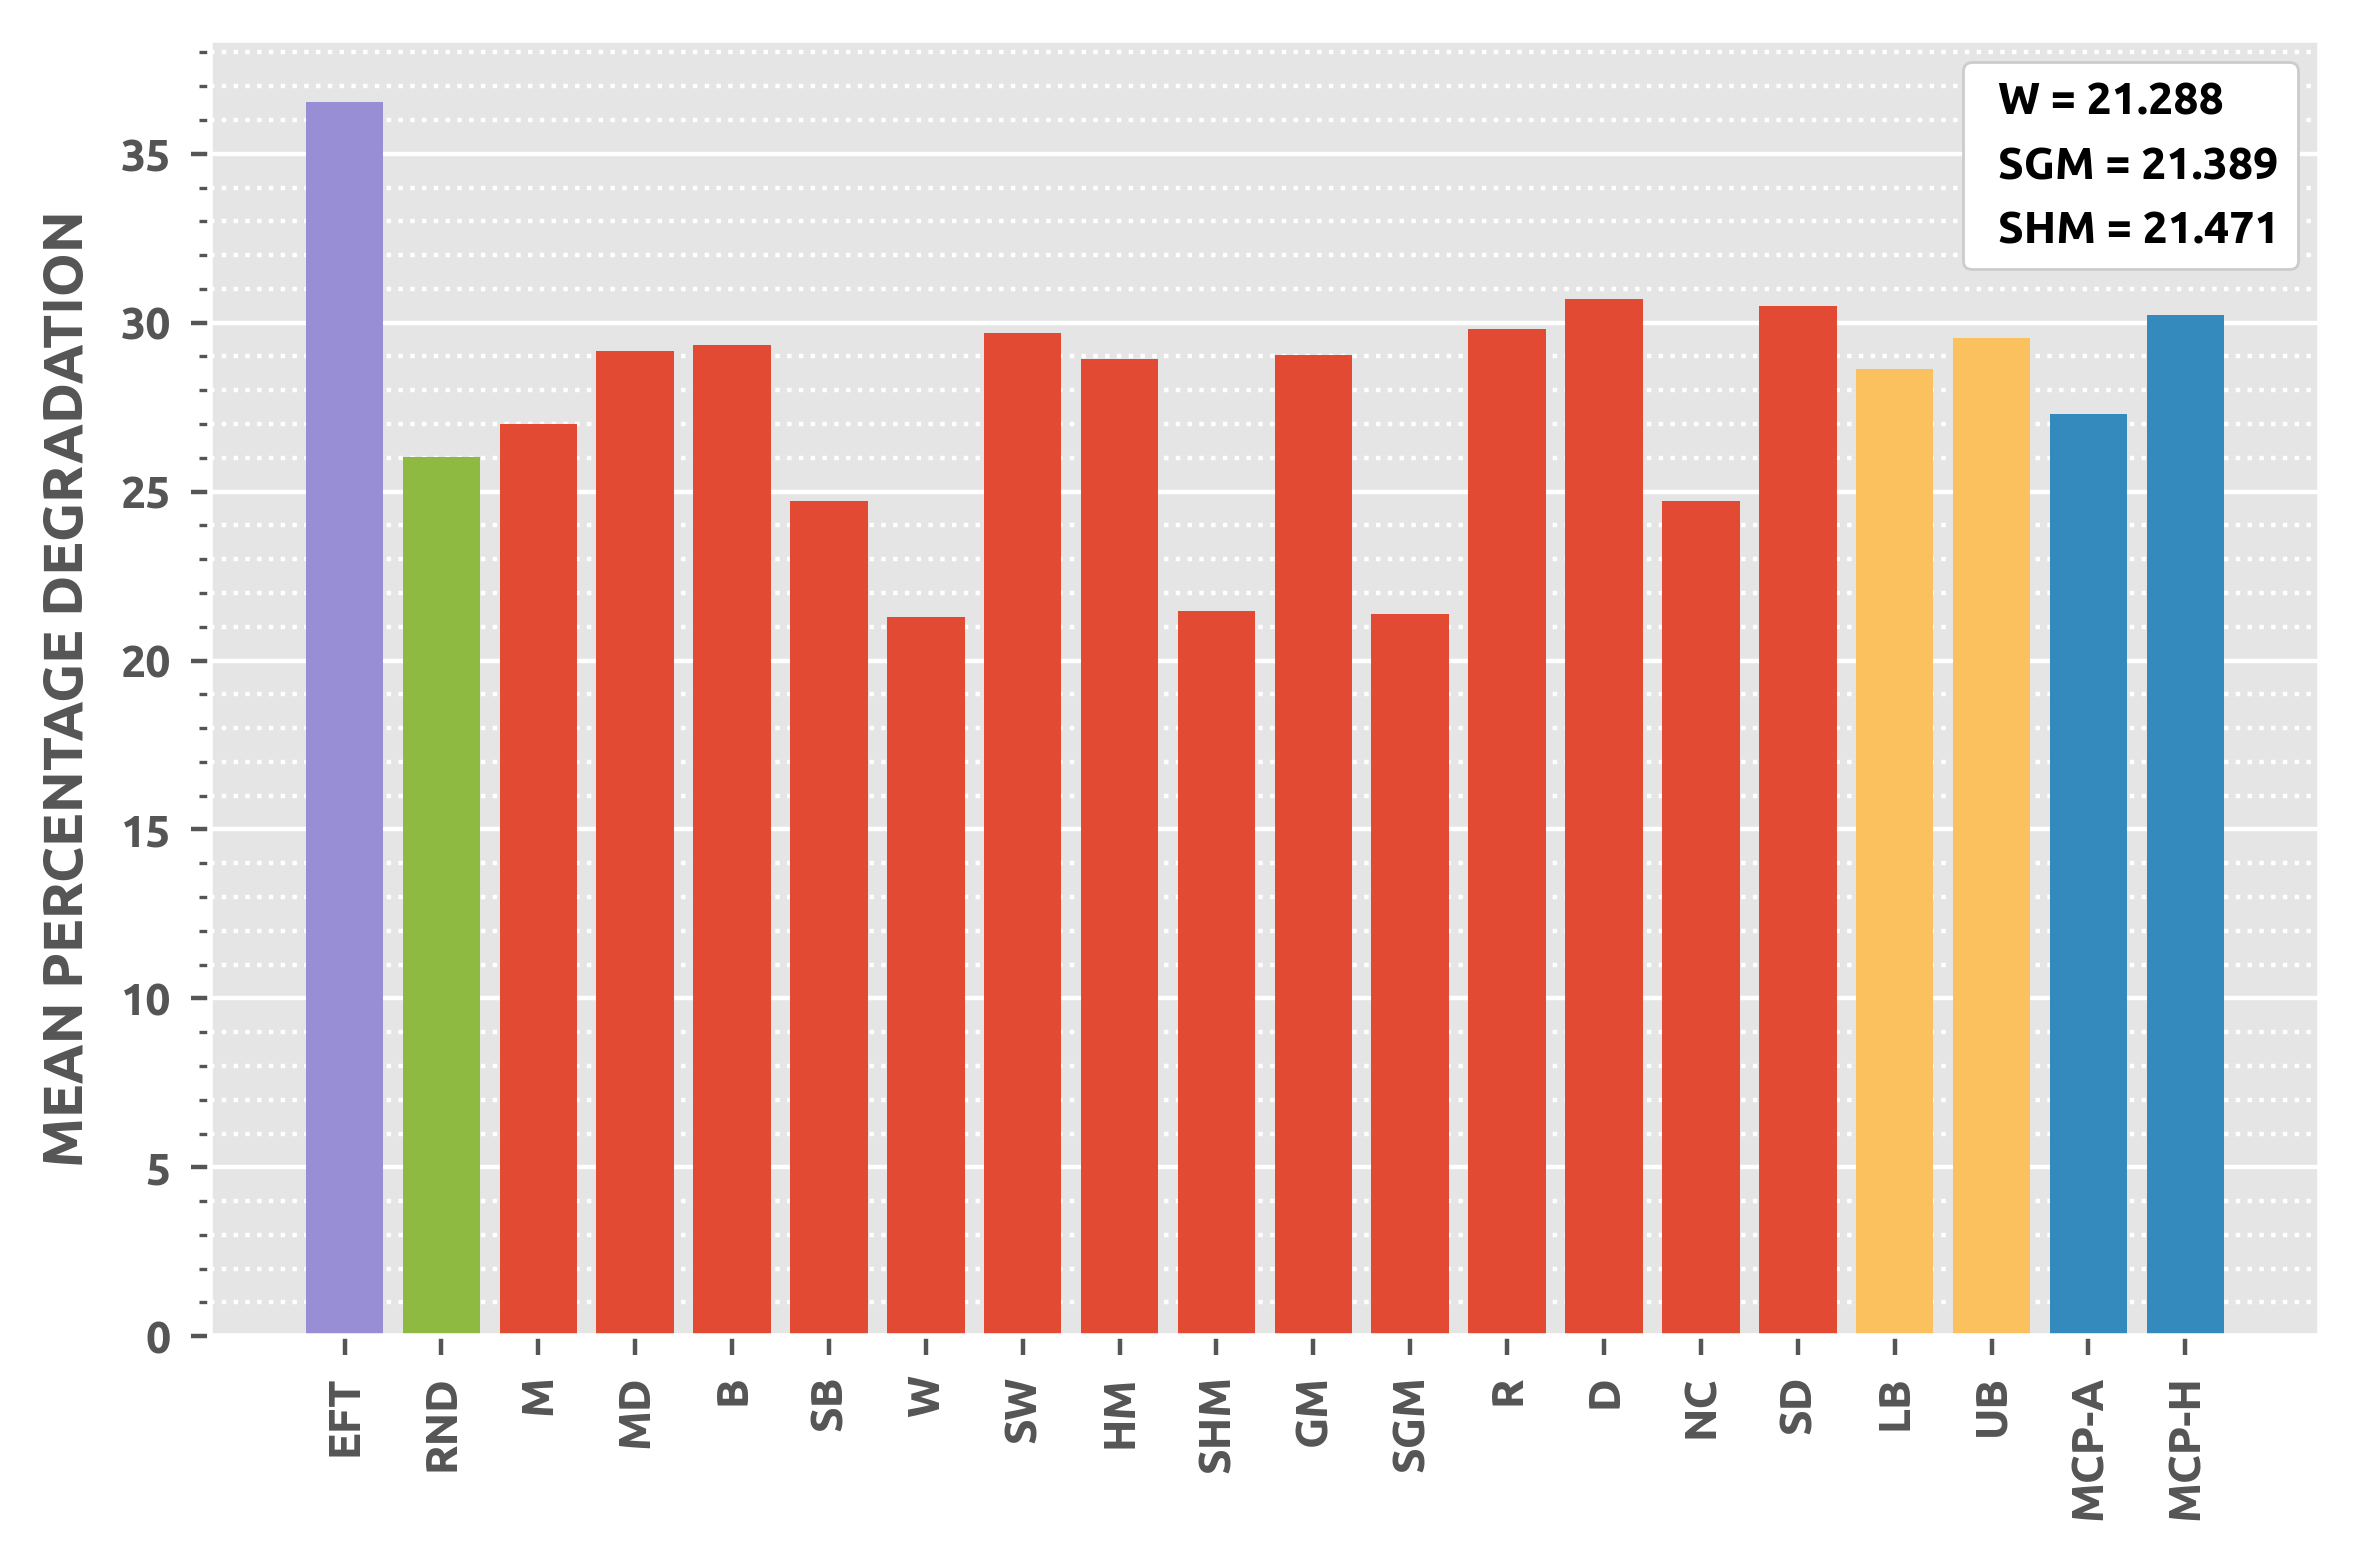 MEAN PERCENTAGE DEGRADATION
35
30
25
20
15
10
5
0
W = 21.288
SGM = 21.389
SHM = 21.471
EFT
RND
M
MD
B
SB
W
SW
HM
SHM
GM
SGM
R
D
NC
SD
LB
UB
MCP-A
MCP-H